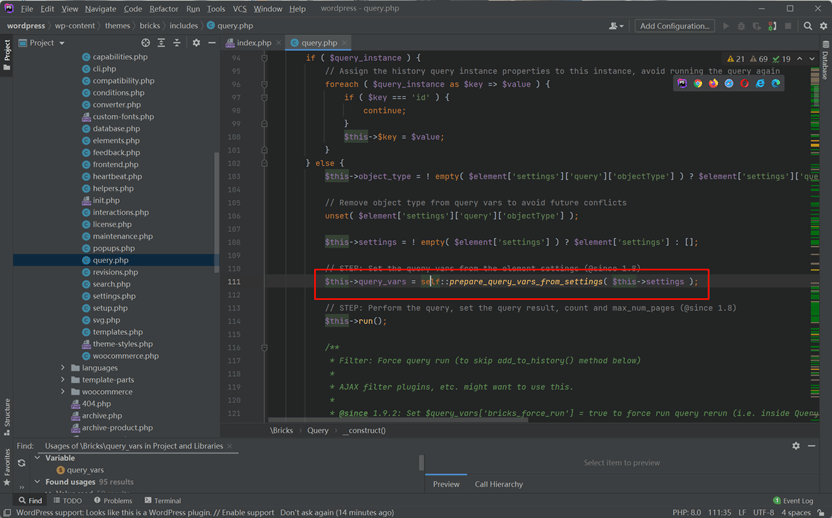 File Edit View Navigate Code Refactor Run Tools VCS Window Help wordpress - query.php
wordpress › wp-content › themes › bricks › includes › query.php Add Configuration...
Project index.php query.php
Project
Structure
Favorites
Database
capabilities.php
cli.php
compatibility.php
conditions.php
converter.php
custom-fonts.php
database.php
elements.php
feedback.php
frontend.php
heartbeat.php
helpers.php
init.php
interactions.php
license.php
maintenance.php
popups.php
query.php
revisions.php
search.php
settings.php
setup.php
svg.php
templates.php
theme-styles.php
woocommerce.php
languages
template-parts
woocommerce
404.php
archive.php
archive-product.php
21 69 19
94 if ( $query_instance ) {
95 // Assign the history query instance properties to this instance, avoid running the query again
96 foreach ( $query_instance as $key => $value ) {
97 if ( $key === 'id' ) {
98 continue;
99 }
100 $this->$key = $value;
101 }
102 } else {
103 $this->object_type = ! empty( $element['settings']['query']['objectType'] ) ? $element['settings']['que
104
105 // Remove object type from query vars to avoid future conflicts
106 unset( $element['settings']['query']['objectType'] );
107
108 $this->settings = ! empty( $element['settings'] ) ? $element['settings'] : [];
109
110 // STEP: Set the query vars from the element settings (@since 1.8)
111 $this->query_vars = self::prepare_query_vars_from_settings( $this->settings );
112
113 // STEP: Perform the query, set the query result, count and max_num_pages (@since 1.8)
114 $this->run();
115
116 /**
117 * Filter: Force query run (to skip add_to_history() method below)
118 *
119 * AJAX filter plugins, etc. might want to use this.
120 *
121 * @since 1.9.2: Set $query_vars['bricks_force_run'] = true to force run query rerun (i.e. inside Query
\Bricks › Query › __construct()
Find: Usages of \Bricks\query_vars in Project and Libraries
Variable
query_vars
Found usages 95 results
Select item to preview
Preview Call Hierarchy
Find TODO Problems Terminal Event Log
WordPress support: Looks like this is a WordPress plugin. // Enable support Don't ask again (14 minutes ago) PHP: 8.0 111:35 LF UTF-8 4 spaces